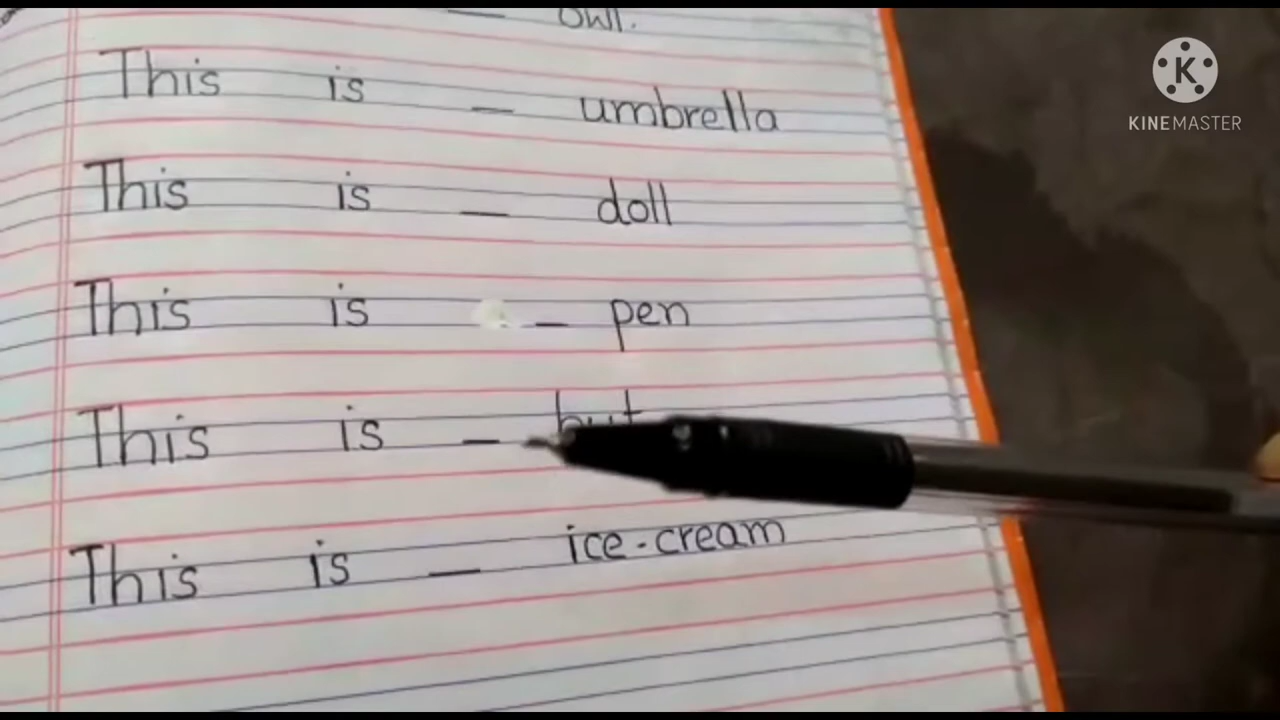 owl.
This is _ umbrella
This is _ doll
This is _ pen
This is _
This is _ ice-cream
KINEMASTER